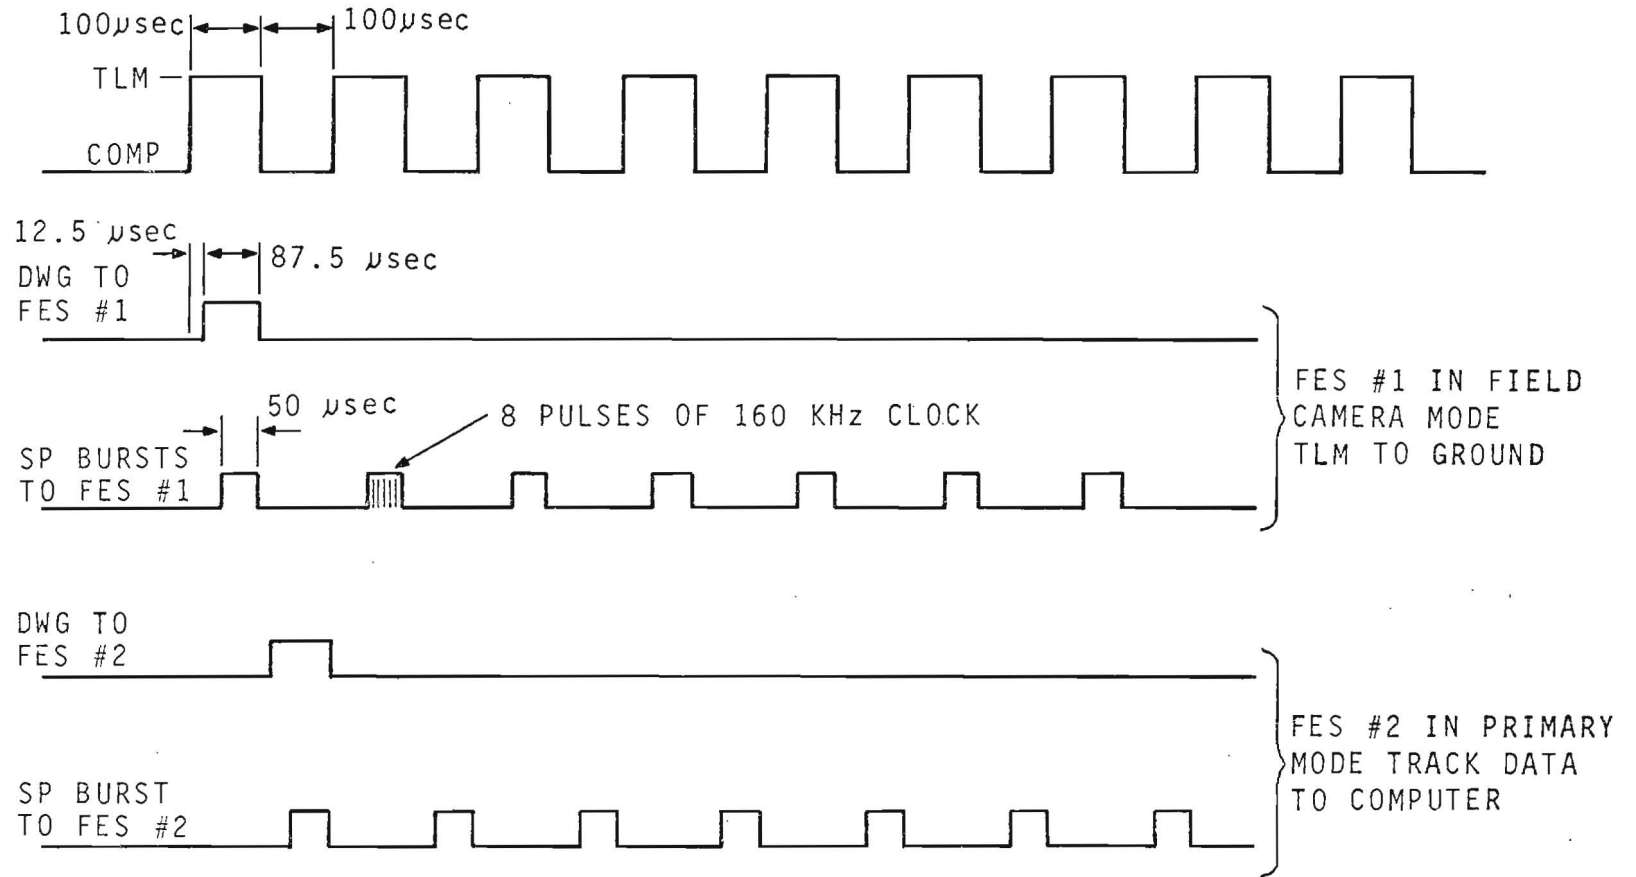 100μsec
100μsec
TLM
COMP
12.5 μsec
87.5 μsec
DWG TO
FES #1
50 μsec
8 PULSES OF 160 KHz CLOCK
SP BURSTS
TO FES #1
FES #1 IN FIELD
CAMERA MODE
TLM TO GROUND
DWG TO
FES #2
SP BURST
TO FES #2
FES #2 IN PRIMARY
MODE TRACK DATA
TO COMPUTER